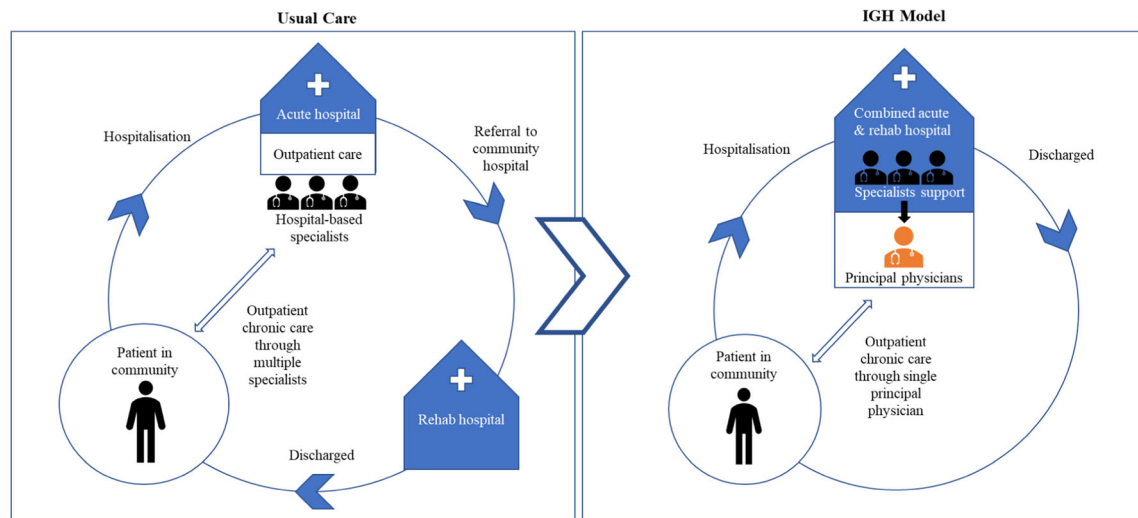 Usual Care
Hospitalisation
Acute hospital
Outpatient care
Hospital-based
specialists
Referral to
community
hospital
Outpatient
chronic care
through
multiple
specialists
Patient in
community
Rehab hospital
Discharged
IGH Model
Hospitalisation
Combined acute
& rehab hospital
Specialists support
Principal physicians
Discharged
Outpatient
chronic care
through single
principal
physician
Patient in
community